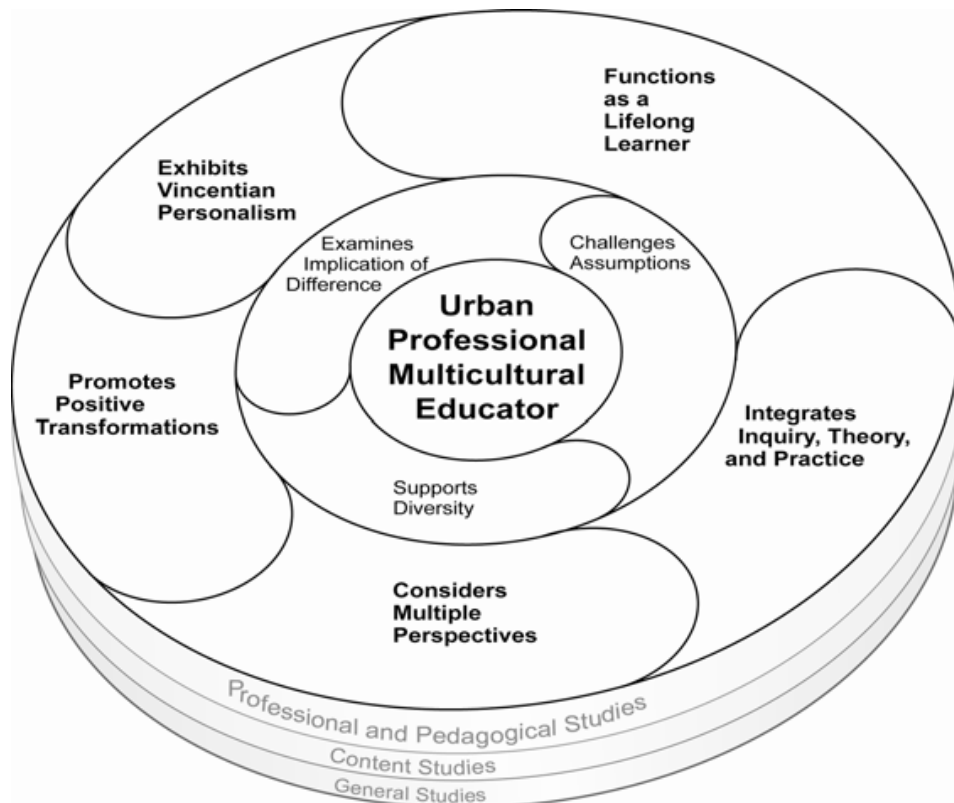 Functions
as a
Lifelong
Learner
Exhibits
Vincentian
Personalism
Examines
Implication of
Difference
Challenges
Assumptions
Urban
Professional
Multicultural
Educator
Promotes
Positive
Transformations
Integrates
Inquiry, Theory,
and Practice
Supports
Diversity
Considers
Multiple
Perspectives
Professional and Pedagogical Studies
Content Studies
General Studies